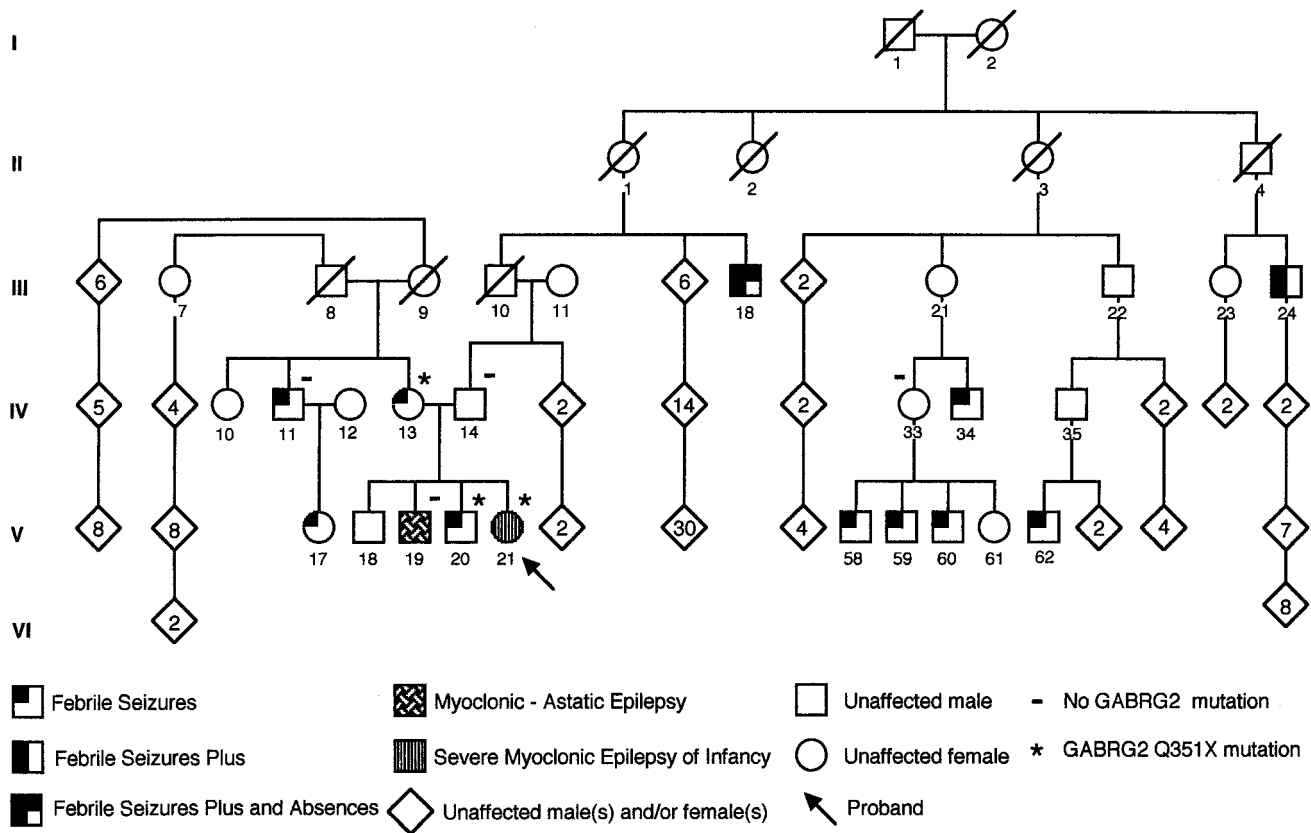 I
1 2
II
1 2 3 4
III
6 7 8 9 10 11 6 18 2 21 22 2 23 24
IV
5 4 10 11 - 12 13 * 14 - 2 14 2 33 - 34 35 2 2 2
V
8 8 17 18 19 - 20 * 21 * 2 30 4 58 59 60 61 62 2 4 7
VI
2 8
Febrile Seizures
Myoclonic - Astatic Epilepsy
Unaffected male
- No GABRG2 mutation
Febrile Seizures Plus
Severe Myoclonic Epilepsy of Infancy
Unaffected female
* GABRG2 Q351X mutation
Febrile Seizures Plus and Absences
Unaffected male(s) and/or female(s)
Proband